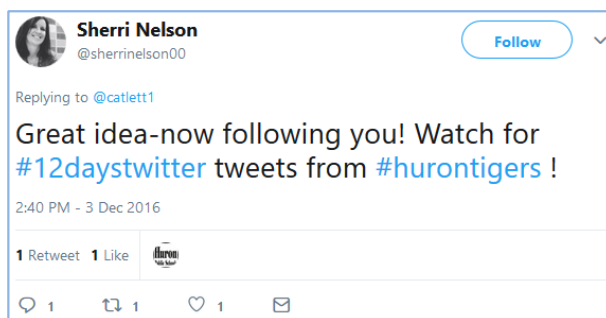 Sherri Nelson
@sherrinelson00
Follow
Replying to @catlett1
Great idea-now following you! Watch for
#12daystwitter tweets from #hurontigers !
2:40 PM - 3 Dec 2016
1 Retweet 1 Like
Huron
1 1 1